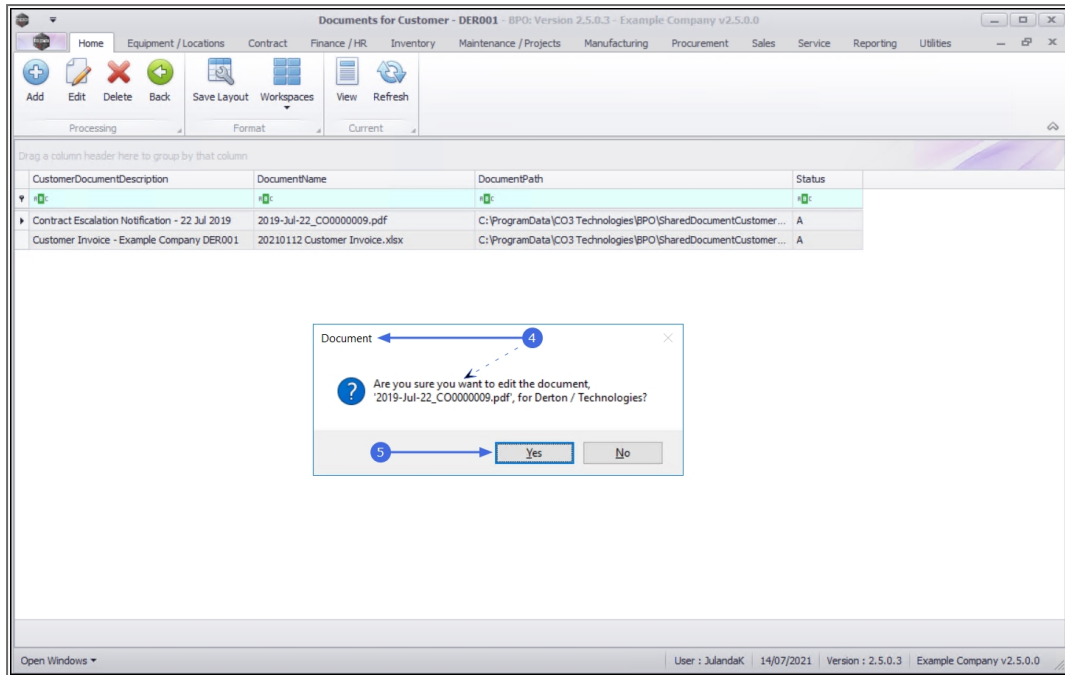 Documents for Customer - DER001 - BPO: Version 2.5.0.3 - Example Company v2.5.0.0
Home Equipment / Locations Contract Finance / HR Inventory Maintenance / Projects Manufacturing Procurement Sales Service Reporting Utilities
Add Edit Delete Back Save Layout Workspaces View Refresh
Processing Format Current
Drag a column header here to group by that column
CustomerDocumentDescription DocumentName DocumentPath Status
Contract Escalation Notification - 22 Jul 2019 2019-Jul-22_CO0000009.pdf C:\ProgramData\CO3 Technologies\BPO\SharedDocumentCustomer... A
Customer Invoice - Example Company DER001 20210112 Customer Invoice.xlsx C:\ProgramData\CO3 Technologies\BPO\SharedDocumentCustomer... A
Document 4
Are you sure you want to edit the document,
'2019-Jul-22_CO0000009.pdf', for Derton / Technologies?
5 Yes No
Open Windows User : JulandaK 14/07/2021 Version : 2.5.0.3 Example Company v2.5.0.0